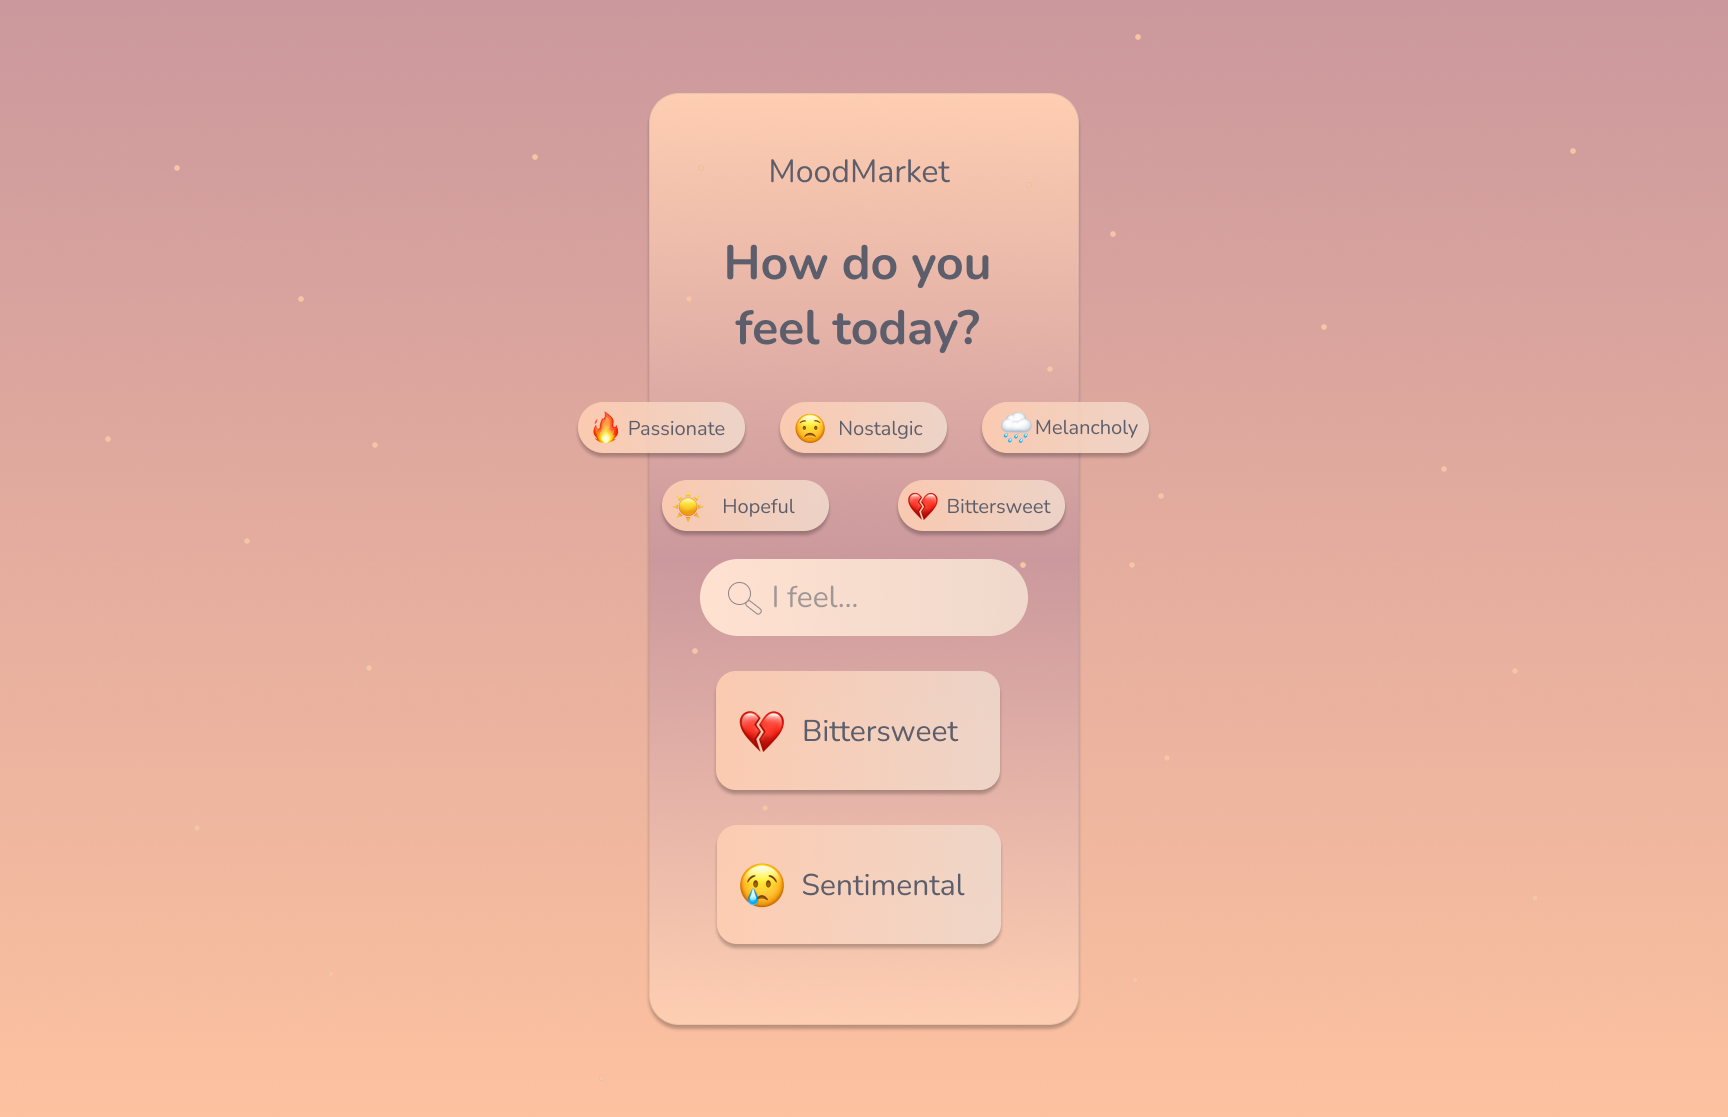 MoodMarket
How do you
feel today?
Passionate
Nostalgic
Melancholy
Hopeful
Bittersweet
I feel...
Bittersweet
Sentimental